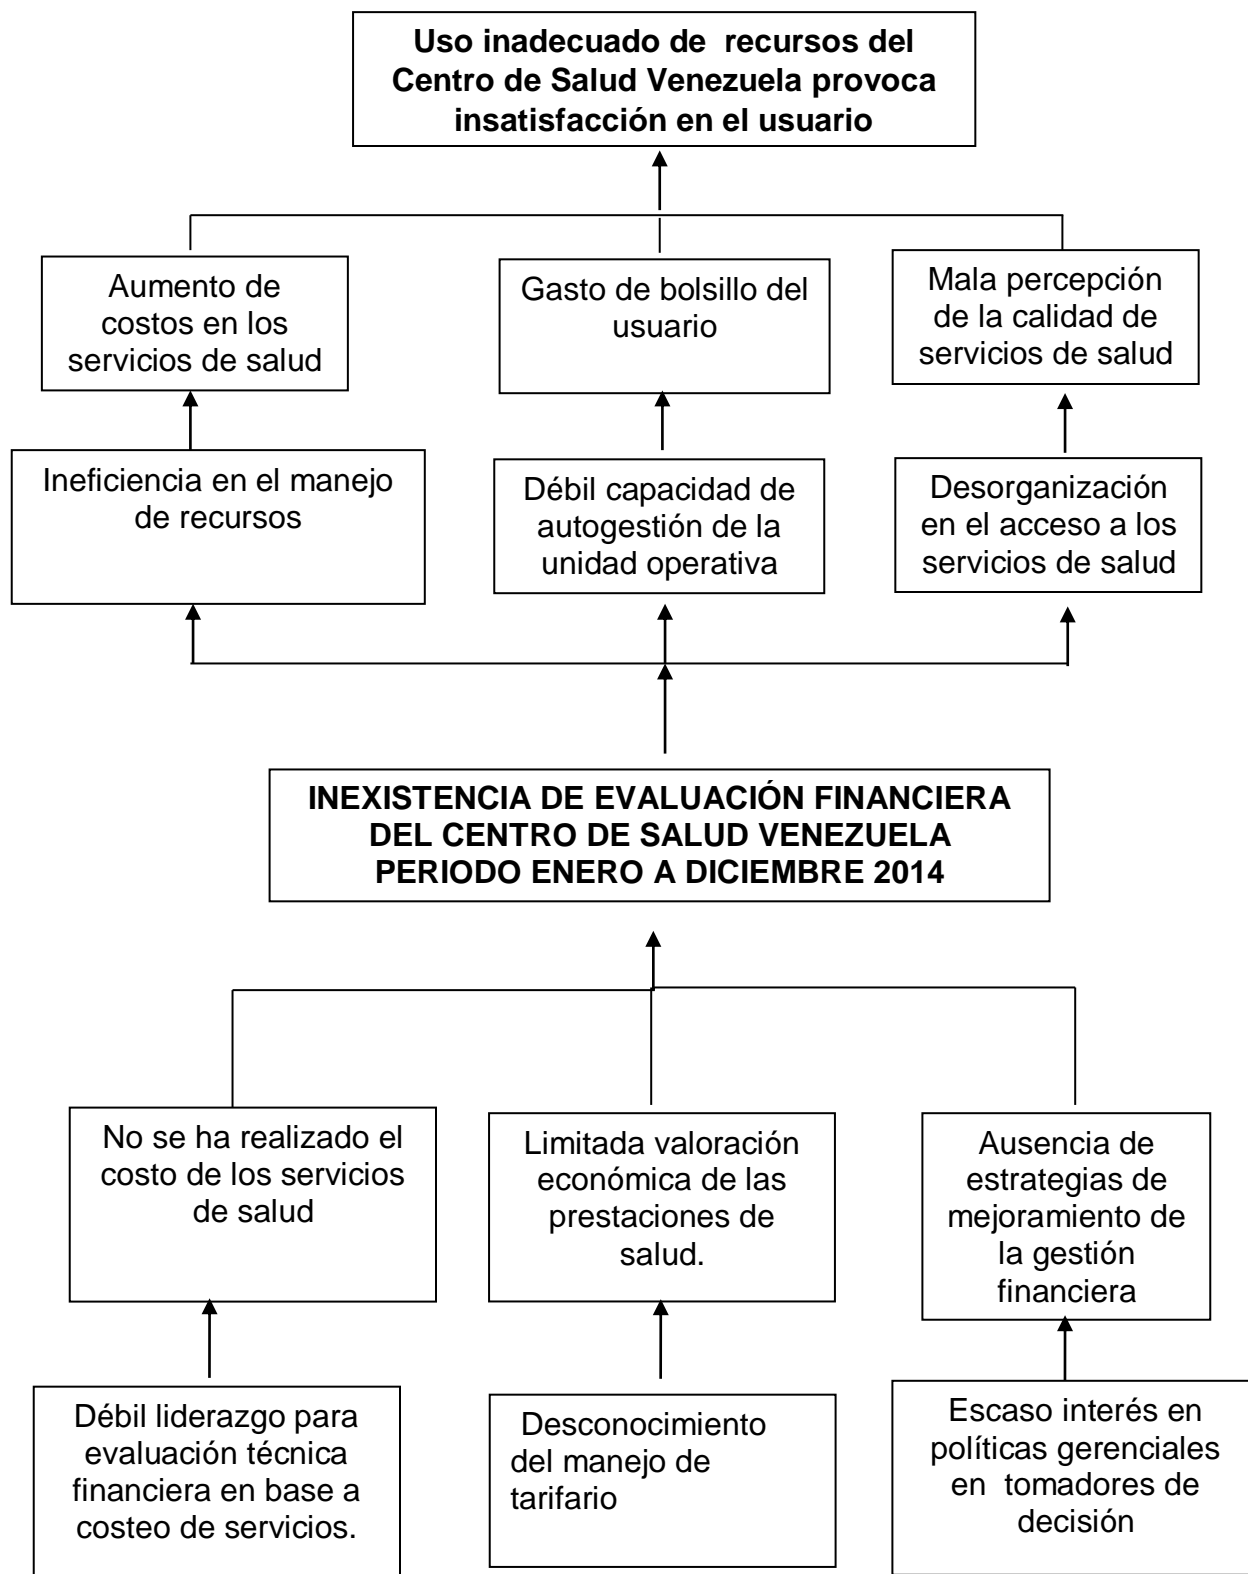 Uso inadecuado de recursos del
Centro de Salud Venezuela provoca
insatisfacción en el usuario
Aumento de
costos en los
servicios de salud
Gasto de bolsillo del
usuario
Mala percepción
de la calidad de
servicios de salud
Ineficiencia en el manejo
de recursos
Débil capacidad de
autogestión de la
unidad operativa
Desorganización
en el acceso a los
servicios de salud
INEXISTENCIA DE EVALUACIÓN FINANCIERA
DEL CENTRO DE SALUD VENEZUELA
PERIODO ENERO A DICIEMBRE 2014
No se ha realizado el
costo de los servicios
de salud
Limitada valoración
económica de las
prestaciones de
salud.
Ausencia de
estrategias de
mejoramiento de
la gestión
financiera
Débil liderazgo para
evaluación técnica
financiera en base a
costeo de servicios.
Desconocimiento
del manejo de
tarifario
Escaso interés en
políticas gerenciales
en tomadores de
decisión